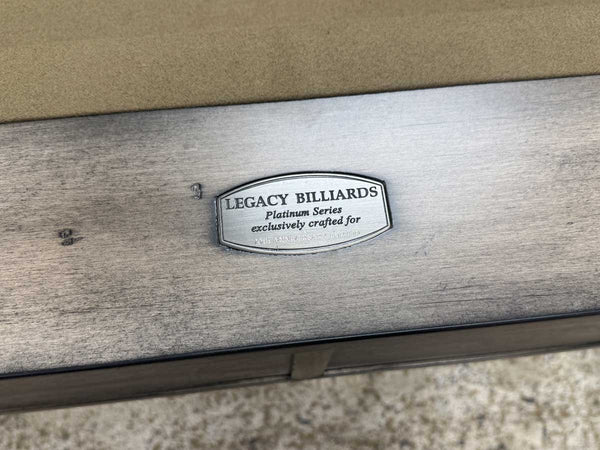 LEGACY BILLIARDS
Platinum Series
exclusively crafted for